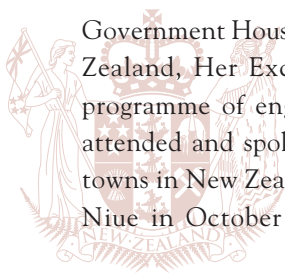 Government Hous
Zealand, Her Exc
programme of eng
attended and spol
towns in New Zeal
Niue in October
NEW·ZEALAND